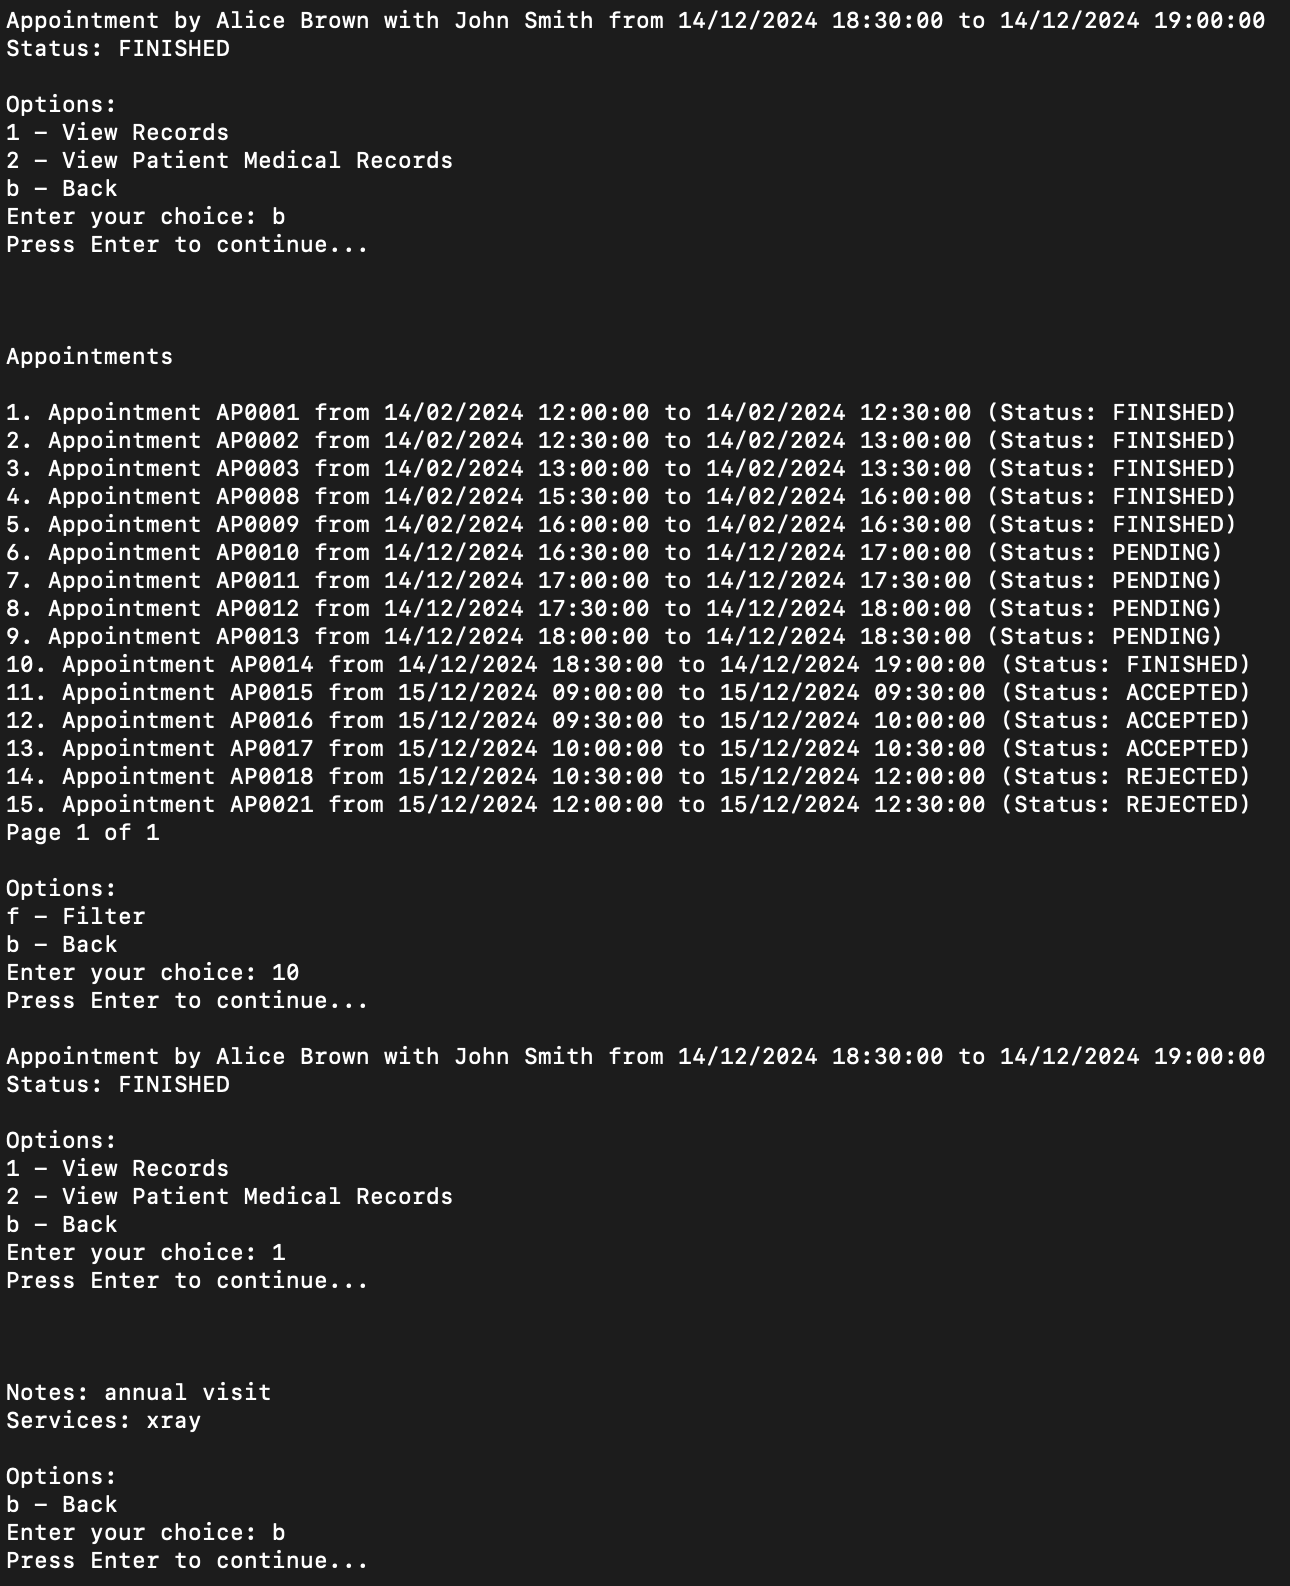 Appointment by Alice Brown with John Smith from 14/12/2024 18:30:00 to 14/12/2024 19:00:00
Status: FINISHED
Options:
1 – View Records
2 – View Patient Medical Records
b – Back
Enter your choice: b
Press Enter to continue...
Appointments
1. Appointment AP0001 from 14/02/2024 12:00:00 to 14/02/2024 12:30:00 (Status: FINISHED)
2. Appointment AP0002 from 14/02/2024 12:30:00 to 14/02/2024 13:00:00 (Status: FINISHED)
3. Appointment AP0003 from 14/02/2024 13:00:00 to 14/02/2024 13:30:00 (Status: FINISHED)
4. Appointment AP0008 from 14/02/2024 15:30:00 to 14/02/2024 16:00:00 (Status: FINISHED)
5. Appointment AP0009 from 14/02/2024 16:00:00 to 14/02/2024 16:30:00 (Status: FINISHED)
6. Appointment AP0010 from 14/12/2024 16:30:00 to 14/12/2024 17:00:00 (Status: PENDING)
7. Appointment AP0011 from 14/12/2024 17:00:00 to 14/12/2024 17:30:00 (Status: PENDING)
8. Appointment AP0012 from 14/12/2024 17:30:00 to 14/12/2024 18:00:00 (Status: PENDING)
9. Appointment AP0013 from 14/12/2024 18:00:00 to 14/12/2024 18:30:00 (Status: PENDING)
10. Appointment AP0014 from 14/12/2024 18:30:00 to 14/12/2024 19:00:00 (Status: FINISHED)
11. Appointment AP0015 from 15/12/2024 09:00:00 to 15/12/2024 09:30:00 (Status: ACCEPTED)
12. Appointment AP0016 from 15/12/2024 09:30:00 to 15/12/2024 10:00:00 (Status: ACCEPTED)
13. Appointment AP0017 from 15/12/2024 10:00:00 to 15/12/2024 10:30:00 (Status: ACCEPTED)
14. Appointment AP0018 from 15/12/2024 10:30:00 to 15/12/2024 12:00:00 (Status: REJECTED)
15. Appointment AP0021 from 15/12/2024 12:00:00 to 15/12/2024 12:30:00 (Status: REJECTED)
Page 1 of 1
Options:
f – Filter
b – Back
Enter your choice: 10
Press Enter to continue...
Appointment by Alice Brown with John Smith from 14/12/2024 18:30:00 to 14/12/2024 19:00:00
Status: FINISHED
Options:
1 – View Records
2 – View Patient Medical Records
b – Back
Enter your choice: 1
Press Enter to continue...
Notes: annual visit
Services: xray
Options:
b – Back
Enter your choice: b
Press Enter to continue...